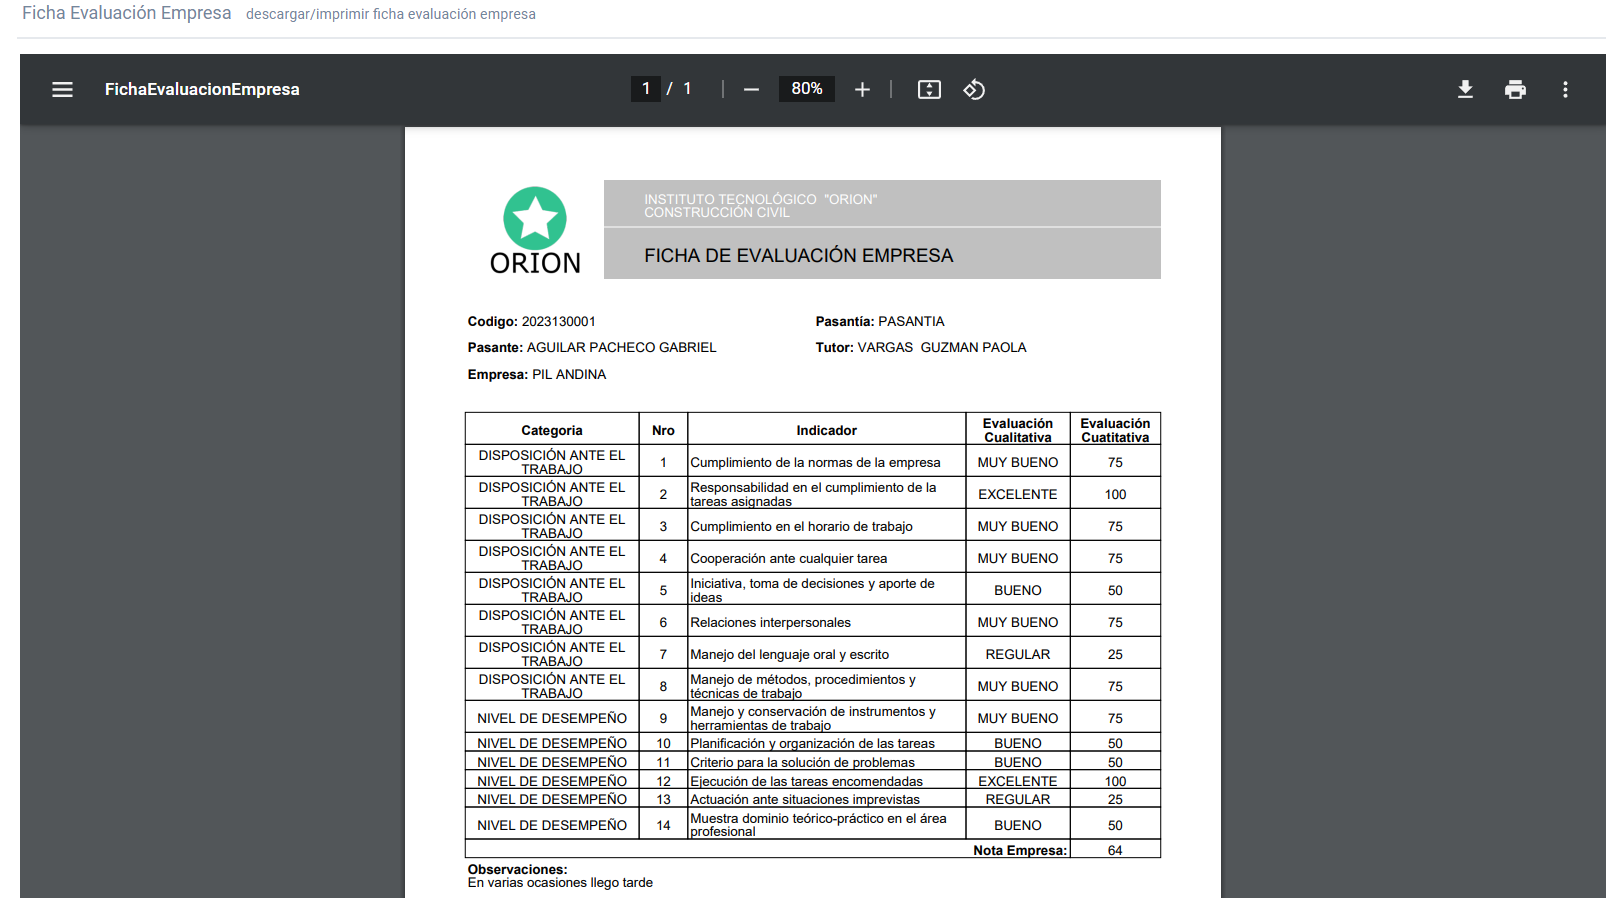 Ficha Evaluación Empresa descargar/imprimir ficha evaluación empresa
FichaEvaluacionEmpresa 1 / 1 80%
ORION
INSTITUTO TECNOLÓGICO "ORION"
CONSTRUCCIÓN CIVIL
FICHA DE EVALUACIÓN EMPRESA
Codigo: 2023130001 Pasantía: PASANTIA
Pasante: AGUILAR PACHECO GABRIEL Tutor: VARGAS GUZMAN PAOLA
Empresa: PIL ANDINA
Categoria Nro Indicador Evaluación Cualitativa Evaluación Cuatitativa
DISPOSICIÓN ANTE EL TRABAJO 1 Cumplimiento de la normas de la empresa MUY BUENO 75
DISPOSICIÓN ANTE EL TRABAJO 2 Responsabilidad en el cumplimiento de la tareas asignadas EXCELENTE 100
DISPOSICIÓN ANTE EL TRABAJO 3 Cumplimiento en el horario de trabajo MUY BUENO 75
DISPOSICIÓN ANTE EL TRABAJO 4 Cooperación ante cualquier tarea MUY BUENO 75
DISPOSICIÓN ANTE EL TRABAJO 5 Iniciativa, toma de decisiones y aporte de ideas BUENO 50
DISPOSICIÓN ANTE EL TRABAJO 6 Relaciones interpersonales MUY BUENO 75
DISPOSICIÓN ANTE EL TRABAJO 7 Manejo del lenguaje oral y escrito REGULAR 25
DISPOSICIÓN ANTE EL TRABAJO 8 Manejo de métodos, procedimientos y técnicas de trabajo MUY BUENO 75
NIVEL DE DESEMPEÑO 9 Manejo y conservación de instrumentos y herramientas de trabajo MUY BUENO 75
NIVEL DE DESEMPEÑO 10 Planificación y organización de las tareas BUENO 50
NIVEL DE DESEMPEÑO 11 Criterio para la solución de problemas BUENO 50
NIVEL DE DESEMPEÑO 12 Ejecución de las tareas encomendadas EXCELENTE 100
NIVEL DE DESEMPEÑO 13 Actuación ante situaciones imprevistas REGULAR 25
NIVEL DE DESEMPEÑO 14 Muestra dominio teórico-práctico en el área profesional BUENO 50
Nota Empresa: 64
Observaciones:
En varias ocasiones llego tarde